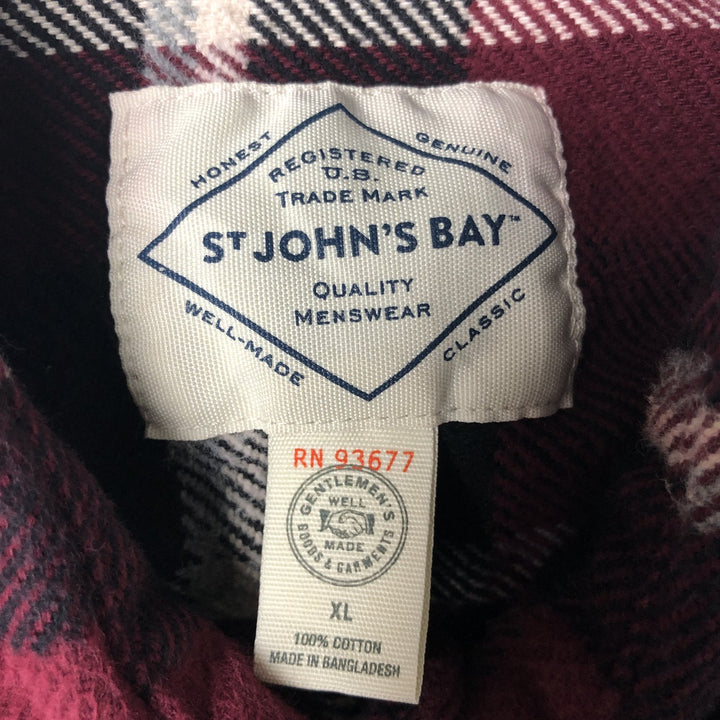 HONEST
GENUINE
REGISTERED
U.S.
TRADE MARK
ST JOHN'S BAY™
QUALITY
MENSWEAR
WELL-MADE
CLASSIC
RN 93677
GENTLEMEN'S
WELL
MADE
GOODS & GARMENTS
XL
100% COTTON
MADE IN BANGLADESH